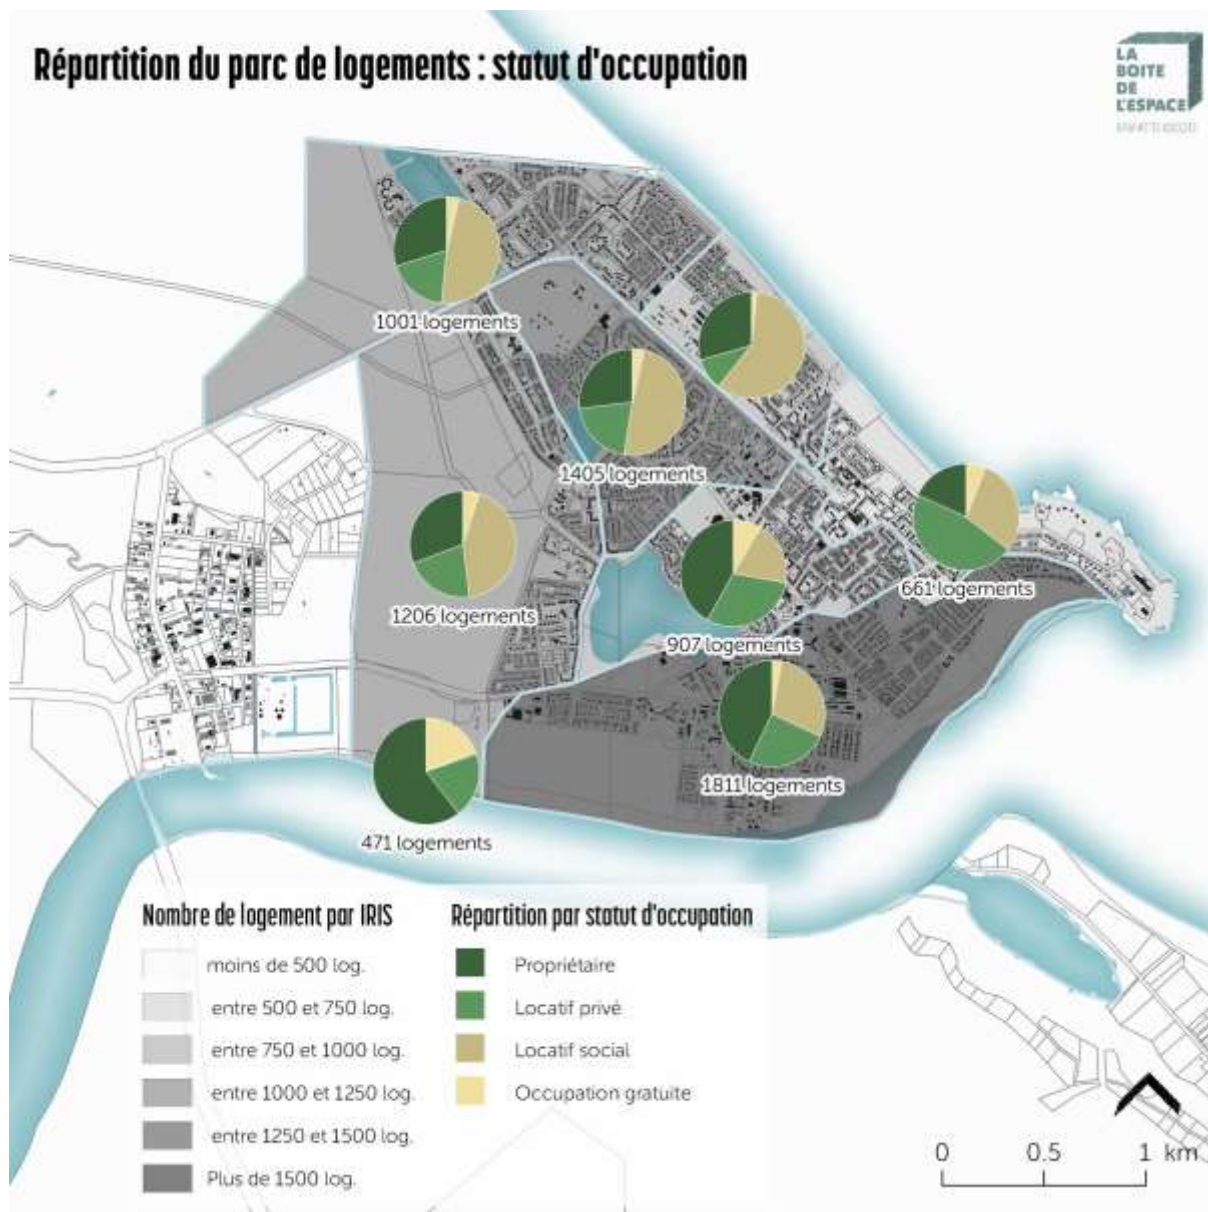 Répartition du parc de logements : statut d'occupation
LA
BOITE
DE
L'ESPACE
1001 logements
1405 logements
661 logements
1206 logements
907 logements
1811 logements
471 logements
Nombre de logement par IRIS
moins de 500 log.
entre 500 et 750 log.
entre 750 et 1000 log.
entre 1000 et 1250 log.
entre 1250 et 1500 log.
Plus de 1500 log.
Répartition par statut d'occupation
Propriétaire
Locatif privé
Locatif social
Occupation gratuite
0 0.5 1 km